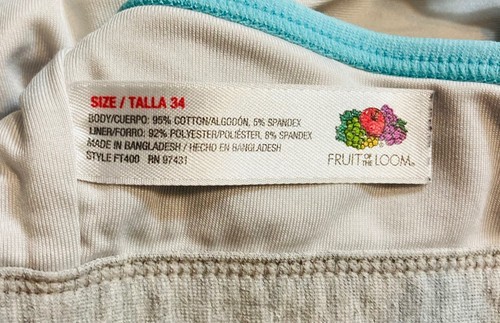 SIZE / TALLA 34
BODY/CUERPO: 95% COTTON/ALGODÓN, 5% SPANDEX
LINER/FORRO: 92% POLYESTER/POLIÉSTER, 8% SPANDEX
MADE IN BANGLADESH / HECHO EN BANGLADESH
STYLE FT400 RN 97431
FRUIT OF THE LOOM®